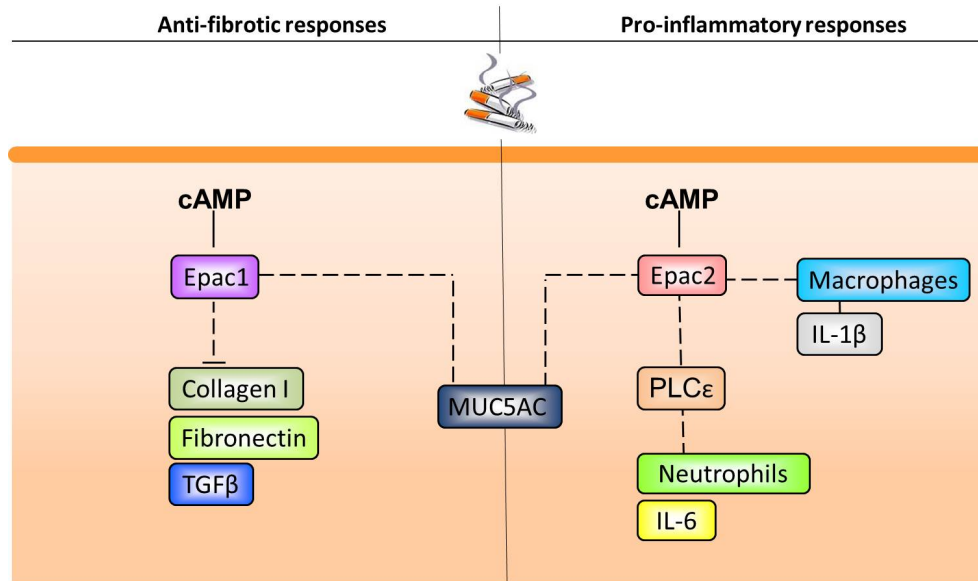 Anti-fibrotic responses
Pro-inflammatory responses
cAMP
Epac1
Collagen I
Fibronectin
TGFβ
MUC5AC
cAMP
Epac2
Macrophages
IL-1β
PLCε
Neutrophils
IL-6